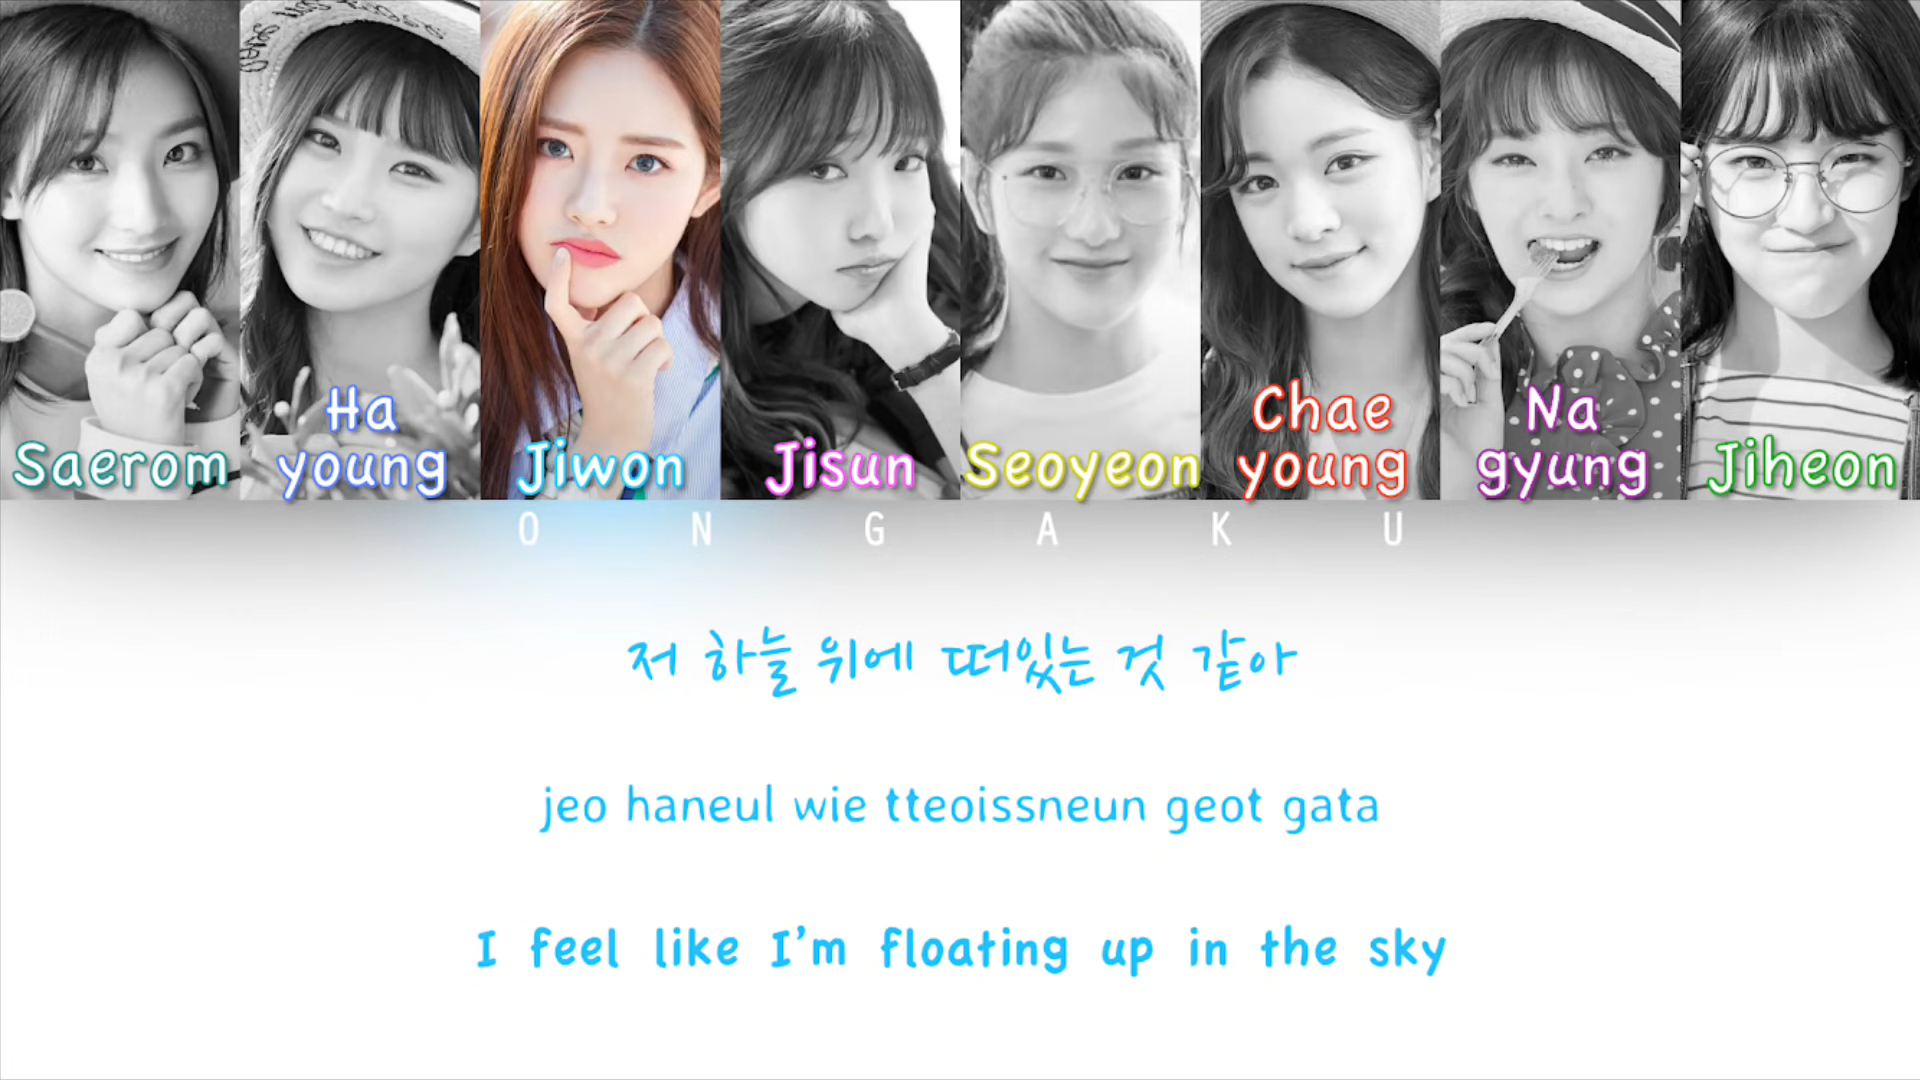 Saerom
Ha
young
Jiwon
Jisun
Seoyeon
Chae
young
Na
gyung
Jiheon
O N G A K U
저 하늘 위에 떠있는 것 같아
jeo haneul wie tteoissneun geot gata
I feel like I'm floating up in the sky